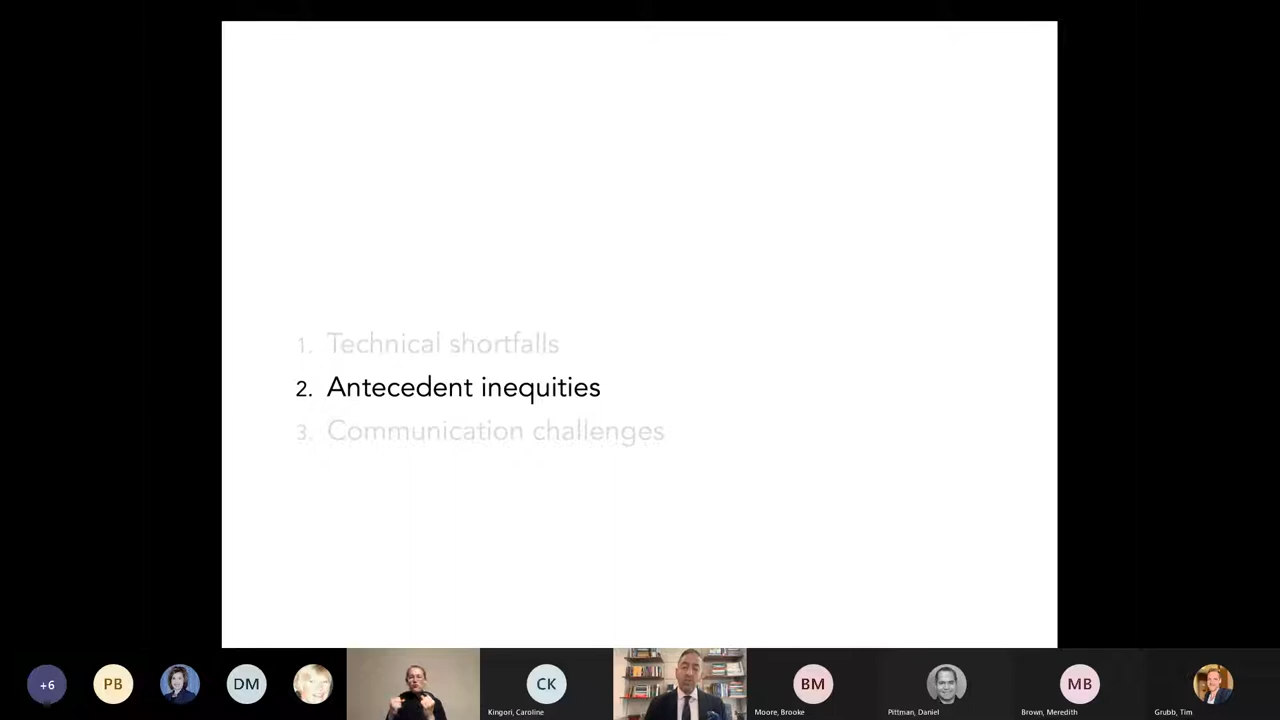 1. Technical shortfalls
2. Antecedent inequities
3. Communication challenges
+6
PB
DM
CK
BM
MB
Kingori, Caroline
Moore, Brooke
Pittman, Daniel
Brown, Meredith
Grubb, Tim